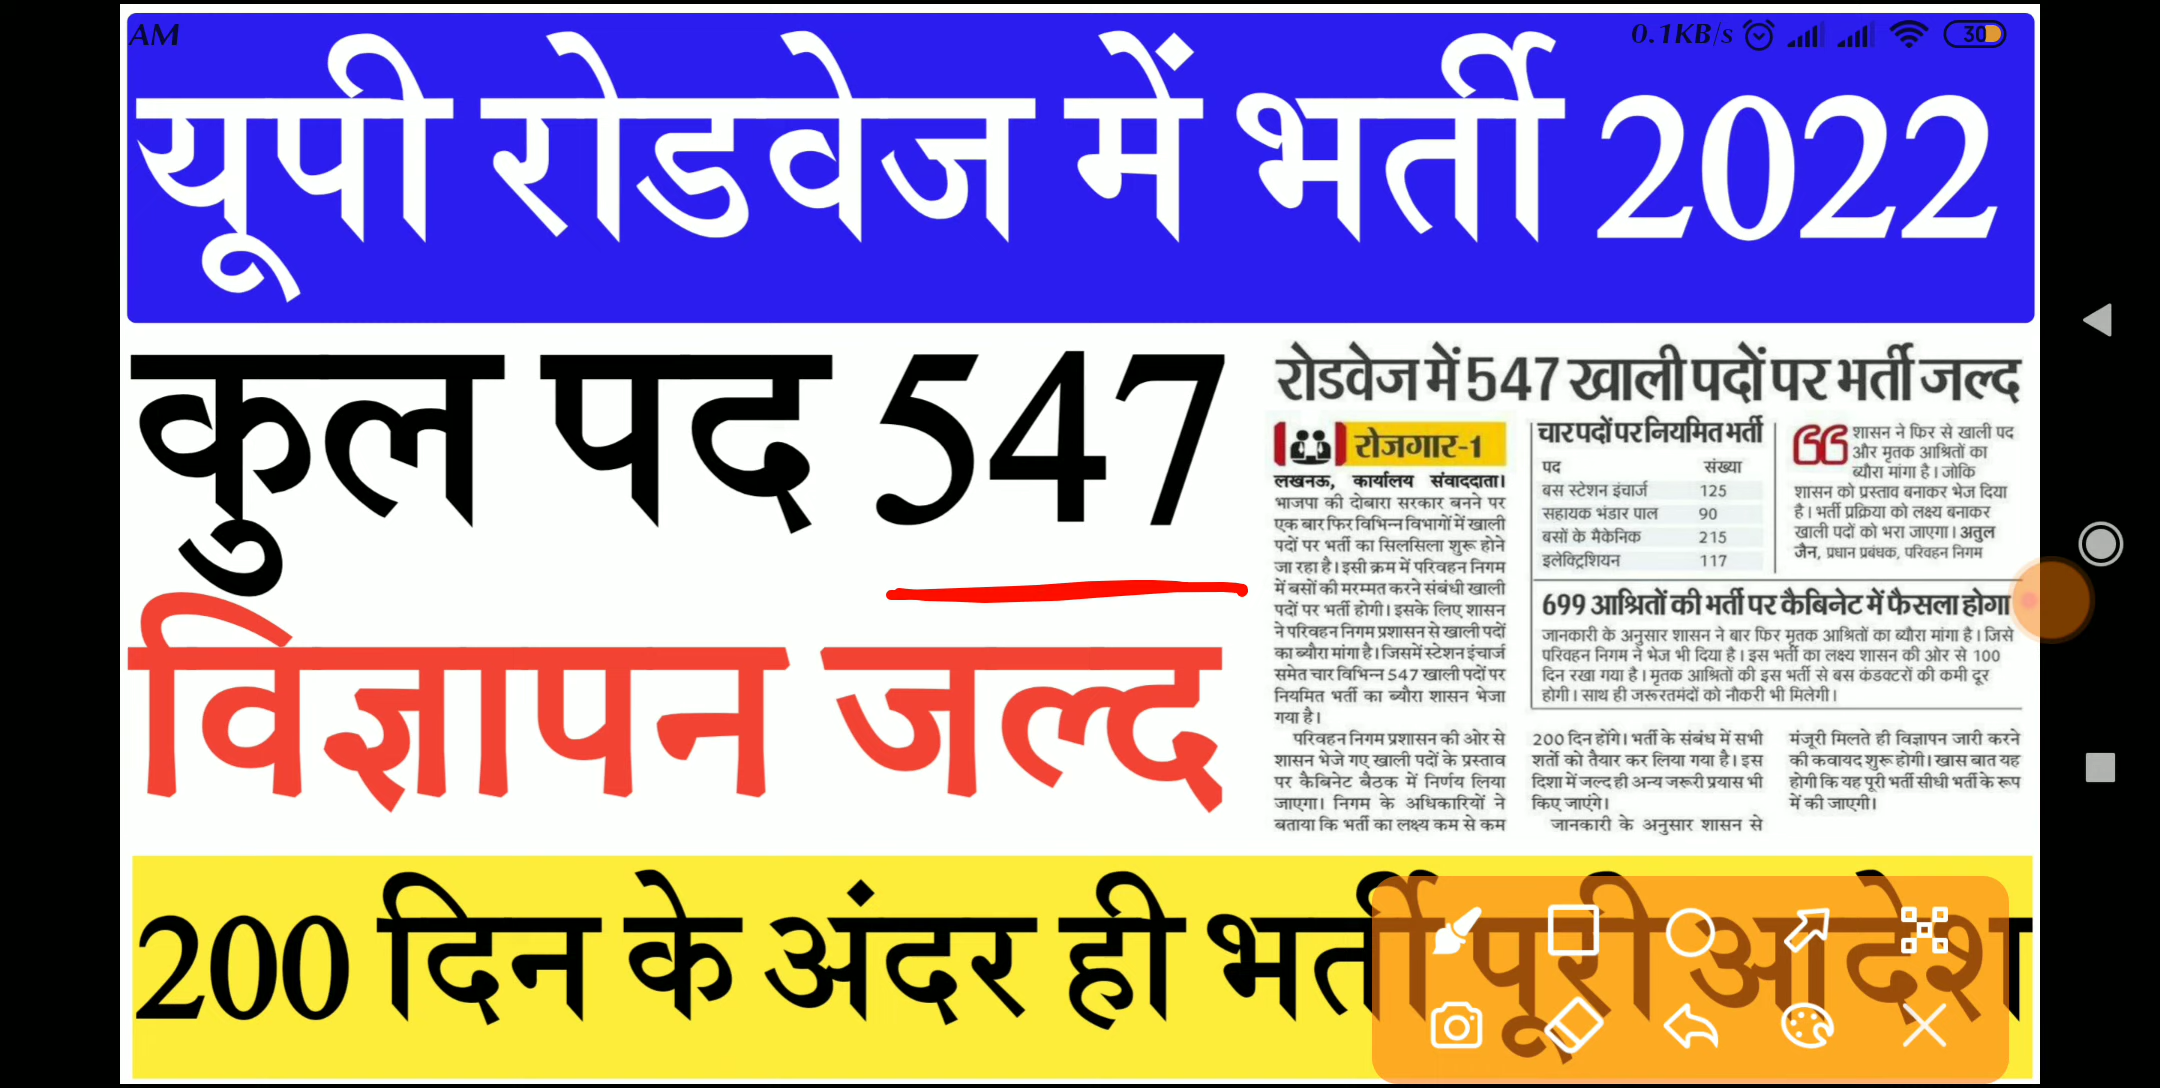 AM
0.1KB/s
30
यूपी रोडवेज में भर्ती 2022
कुल पद 547
विज्ञापन जल्द
रोडवेज में 547 खाली पदों पर भर्ती जल्द
रोजगार-1
लखनऊ, कार्यालय संवाददाता।
भाजपा की दोबारा सरकार बनने पर
एक बार फिर विभिन्न विभागों में खाली
पदों पर भर्ती का सिलसिला शुरू होने
जा रहा है। इसी क्रम में परिवहन निगम
में बसों की मरम्मत करने संबंधी खाली
पदों पर भर्ती होगी। इसके लिए शासन
ने परिवहन निगम प्रशासन से खाली पदों
का ब्यौरा मांगा है। जिसमें स्टेशन इंचार्ज
समेत चार विभिन्न 547 खाली पदों पर
नियमित भर्ती का ब्यौरा शासन भेजा
गया है।
परिवहन निगम प्रशासन की ओर से
शासन भेजे गए खाली पदों के प्रस्ताव
पर कैबिनेट बैठक में निर्णय लिया
जाएगा। निगम के अधिकारियों ने
बताया कि भर्ती का लक्ष्य कम से कम
चार पदों पर नियमित भर्ती
पद संख्या
बस स्टेशन इंचार्ज 125
सहायक भंडार पाल 90
बसों के मैकेनिक 215
इलेक्ट्रिशियन 117
शासन ने फिर से खाली पद
और मृतक आश्रितों का
ब्यौरा मांगा है। जोकि
शासन को प्रस्ताव बनाकर भेज दिया
है। भर्ती प्रक्रिया को लक्ष्य बनाकर
खाली पदों को भरा जाएगा। अतुल
जैन, प्रधान प्रबंधक, परिवहन निगम
699 आश्रितों की भर्ती पर कैबिनेट में फैसला होगा
जानकारी के अनुसार शासन ने बार फिर मृतक आश्रितों का ब्यौरा मांगा है। जिसे
परिवहन निगम ने भेज भी दिया है। इस भर्ती का लक्ष्य शासन की ओर से 100
दिन रखा गया है। मृतक आश्रितों की इस भर्ती से बस कंडक्टरों की कमी दूर
होगी। साथ ही जरूरतमंदों को नौकरी भी मिलेगी।
200 दिन होंगे। भर्ती के संबंध में सभी
शर्तो को तैयार कर लिया गया है। इस
दिशा में जल्द ही अन्य जरूरी प्रयास भी
किए जाएंगे।
जानकारी के अनुसार शासन से
मंजूरी मिलते ही विज्ञापन जारी करने
की कवायद शुरू होगी। खास बात यह
होगी कि यह पूरी भर्ती सीधी भर्ती के रूप
में की जाएगी।
200 दिन के अंदर ही भर्ती पूरी आदेश